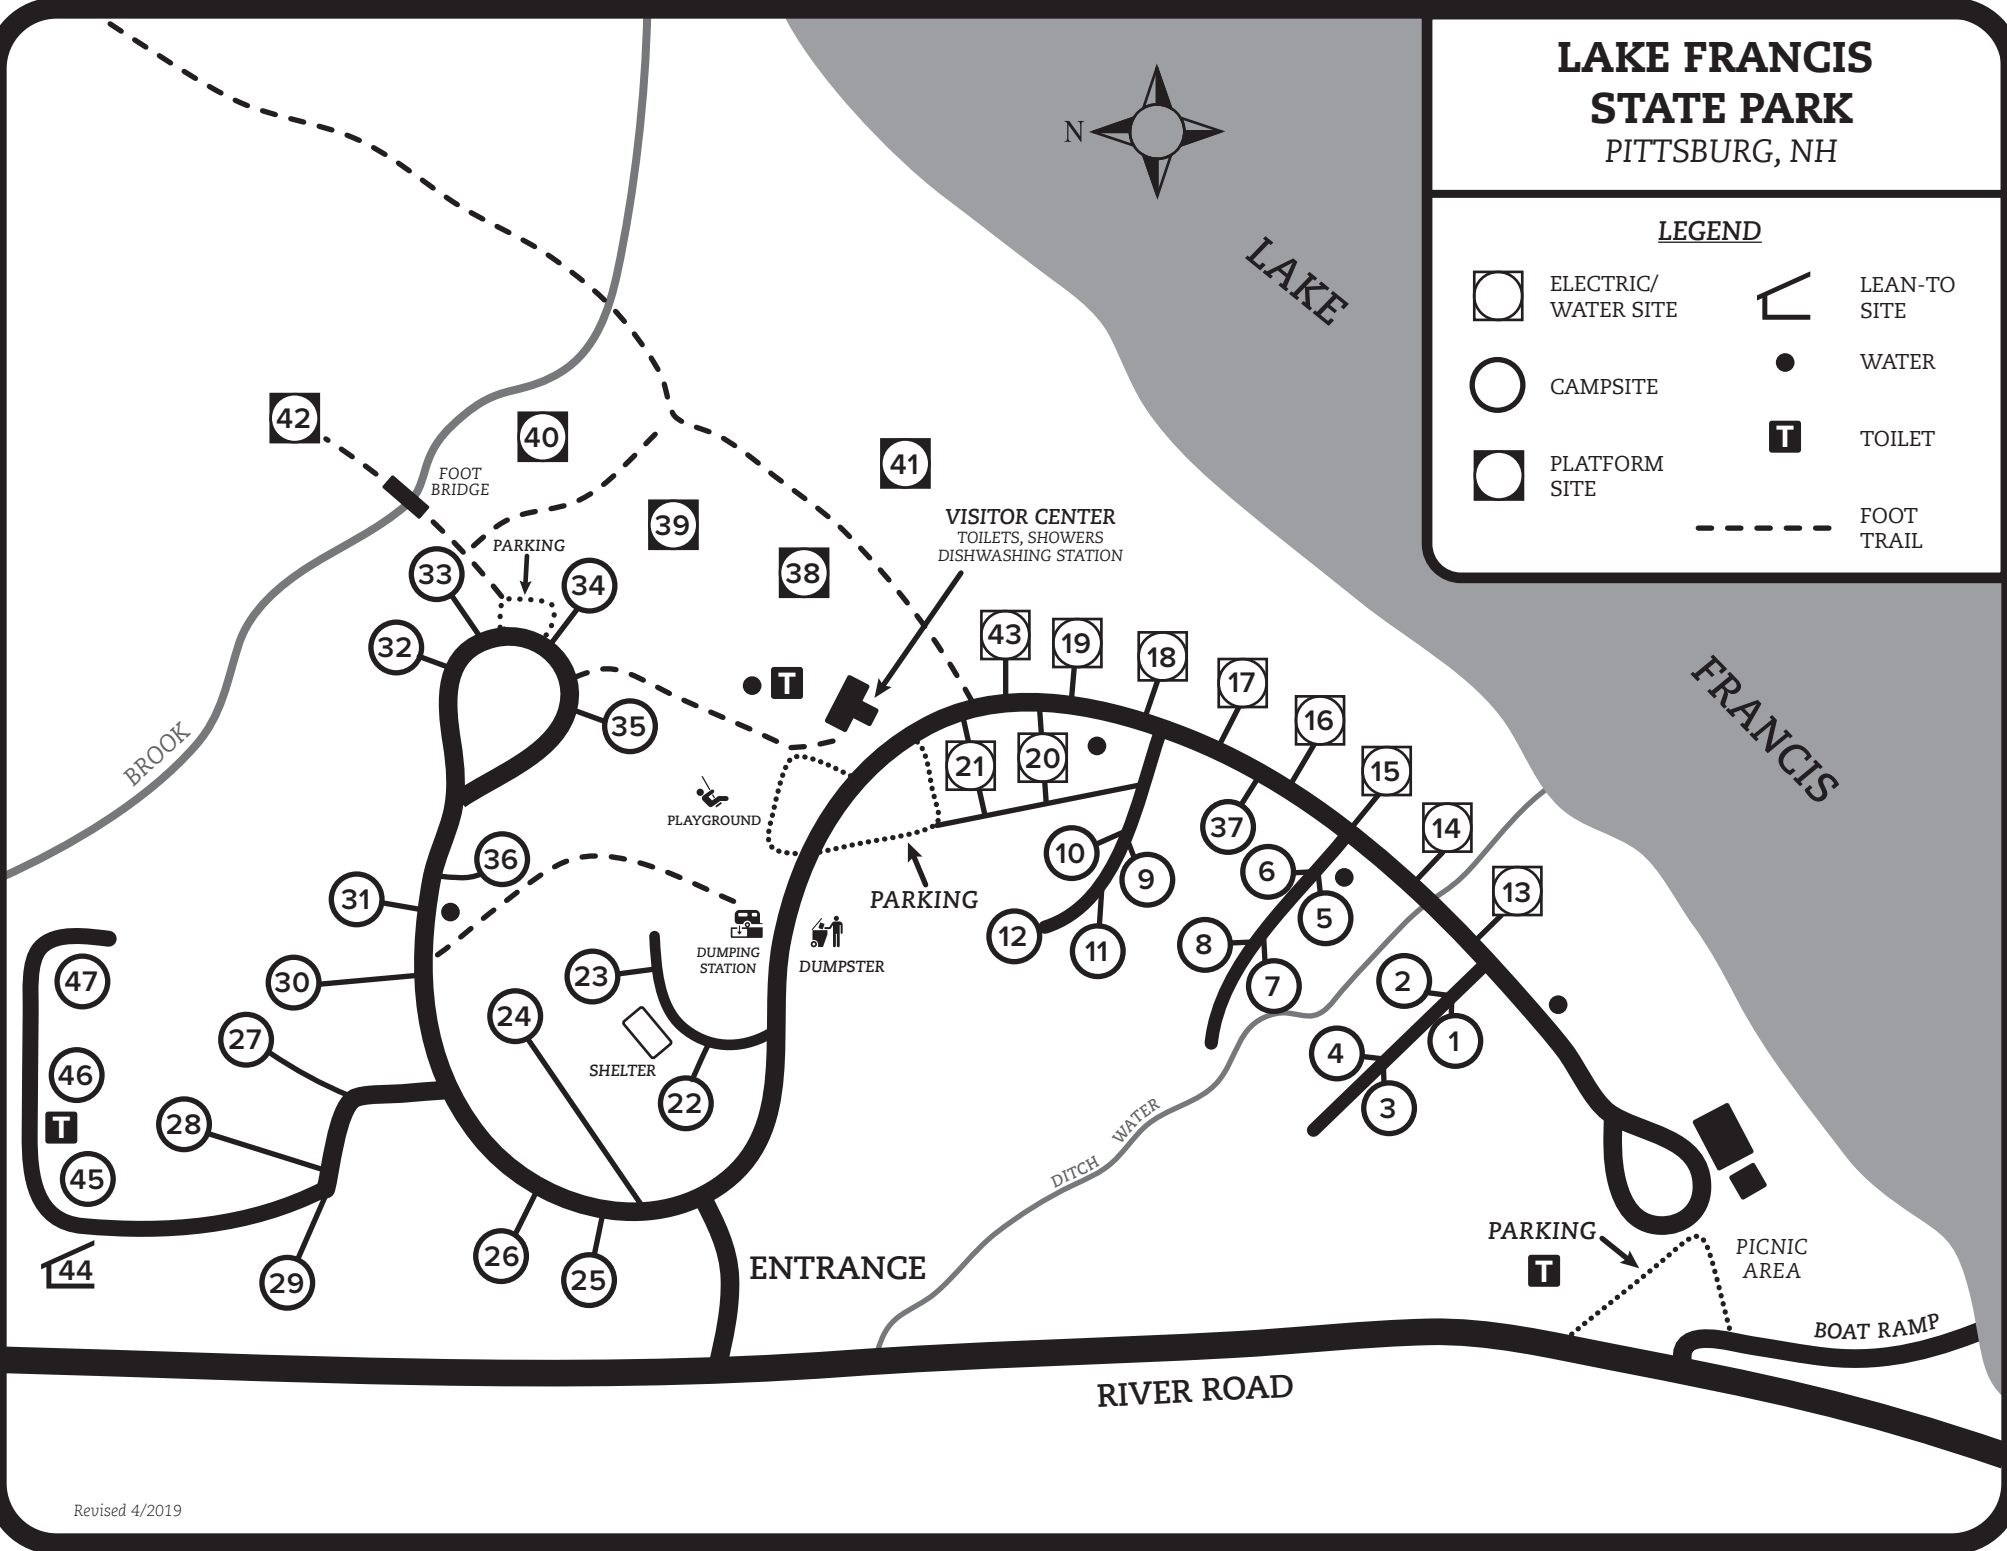 LAKE FRANCIS
STATE PARK
PITTSBURG, NH
LEGEND
ELECTRIC/
WATER SITE
LEAN-TO
SITE
CAMPSITE
WATER
PLATFORM
SITE
T
TOILET
FOOT
TRAIL
N
LAKE
FRANCIS
42
40
41
FOOT
BRIDGE
39
38
PARKING
VISITOR CENTER
TOILETS, SHOWERS
DISHWASHING STATION
33
34
32
35
T
43
19
18
17
16
15
14
13
21
20
BROOK
PLAYGROUND
37
10
9
6
5
36
31
PARKING
12
11
8
7
2
1
47
30
23
DUMPING
STATION
DUMPSTER
24
27
46
SHELTER
22
4
3
28
T
45
DITCH
WATER
44
29
26
25
ENTRANCE
PARKING
T
PICNIC
AREA
BOAT RAMP
RIVER ROAD
Revised 4/2019